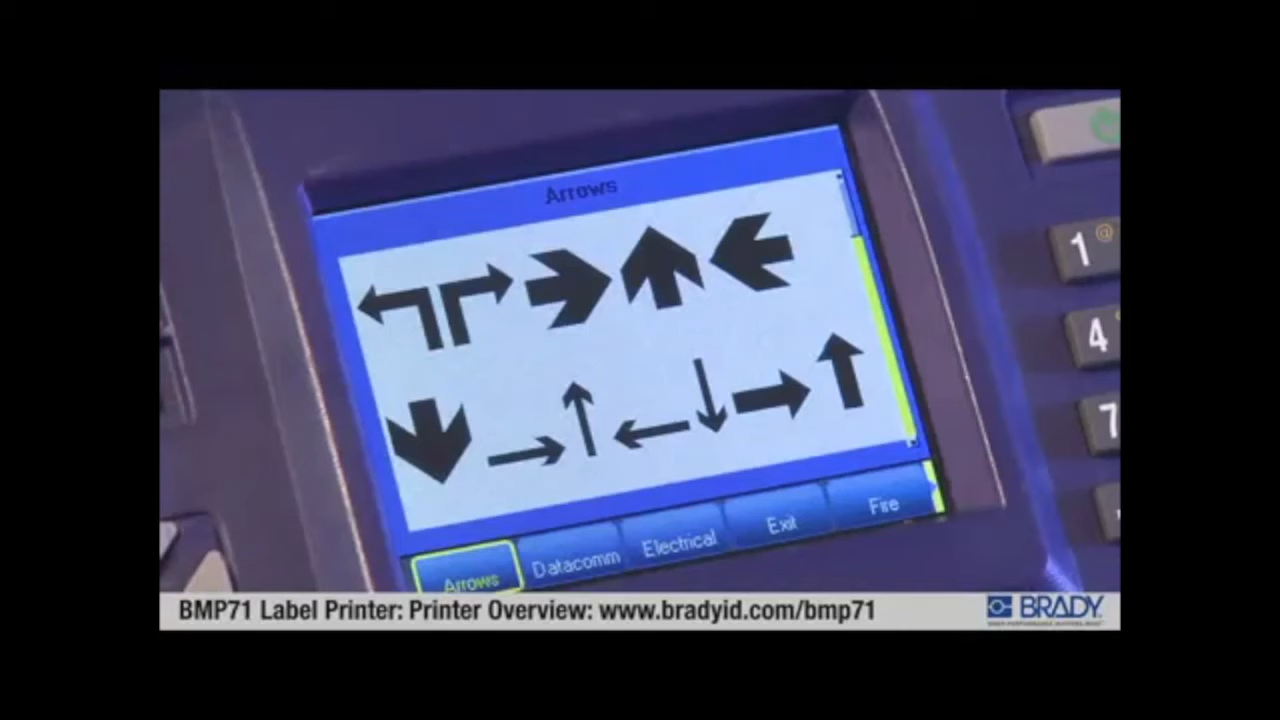 Arrows
1 @
4
7
Arrows Datacomm Electrical Exit Fire
BMP71 Label Printer: Printer Overview: www.bradyid.com/bmp71
BRADY